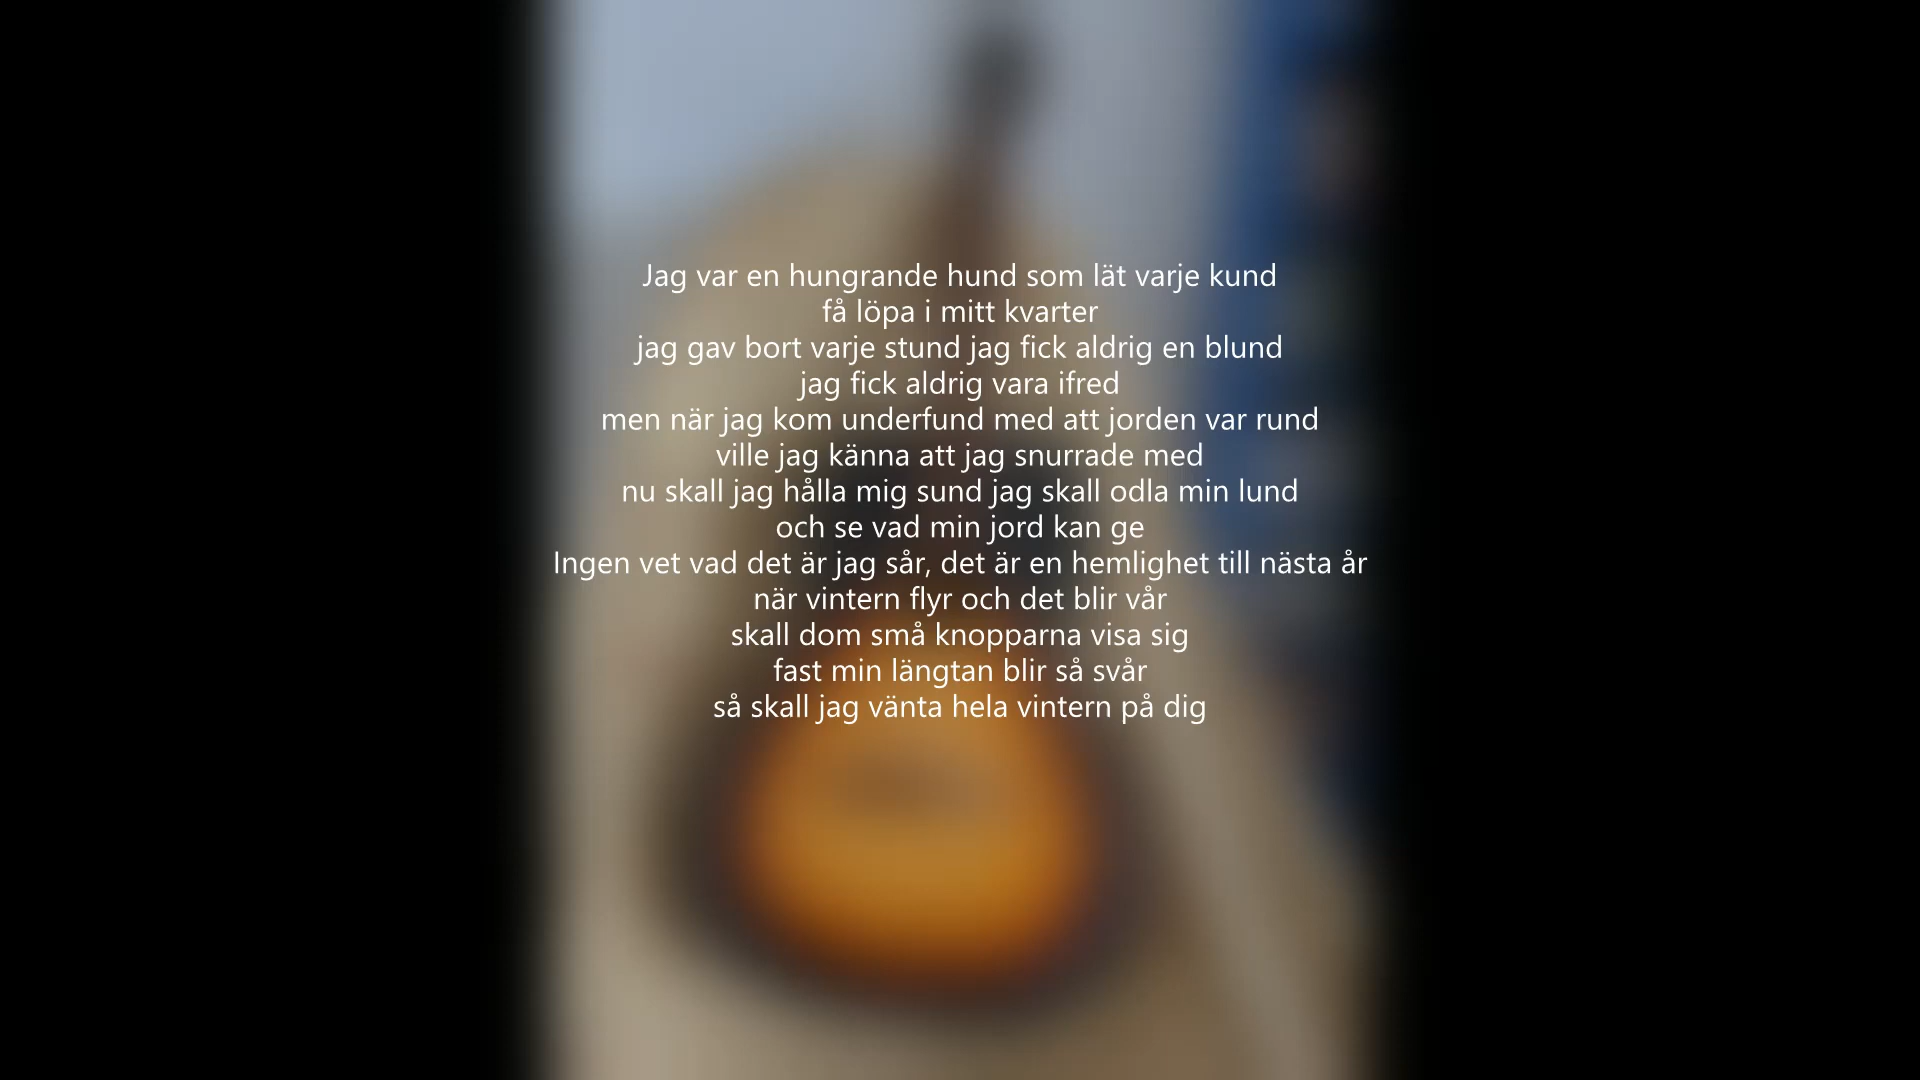 Jag var en hungrande hund som lät varje kund
få löpa i mitt kvarter
jag gav bort varje stund jag fick aldrig en blund
jag fick aldrig vara ifred
men när jag kom underfund med att jorden var rund
ville jag känna att jag snurrade med
nu skall jag hålla mig sund jag skall odla min lund
och se vad min jord kan ge
Ingen vet vad det är jag sår, det är en hemlighet till nästa år
när vintern flyr och det blir vår
skall dom små knopparna visa sig
fast min längtan blir så svår
så skall jag vänta hela vintern på dig